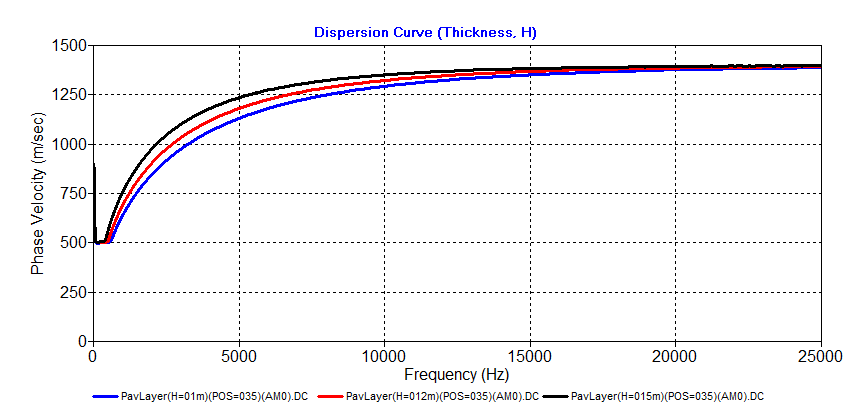 Dispersion Curve (Thickness, H)
1500
1250
1000
750
500
250
0
Phase Velocity (m/sec)
0 5000 10000 15000 20000 25000
Frequency (Hz)
PavLayer(H=01m)(POS=035)(AM0).DC PavLayer(H=012m)(POS=035)(AM0).DC PavLayer(H=015m)(POS=035)(AM0).DC